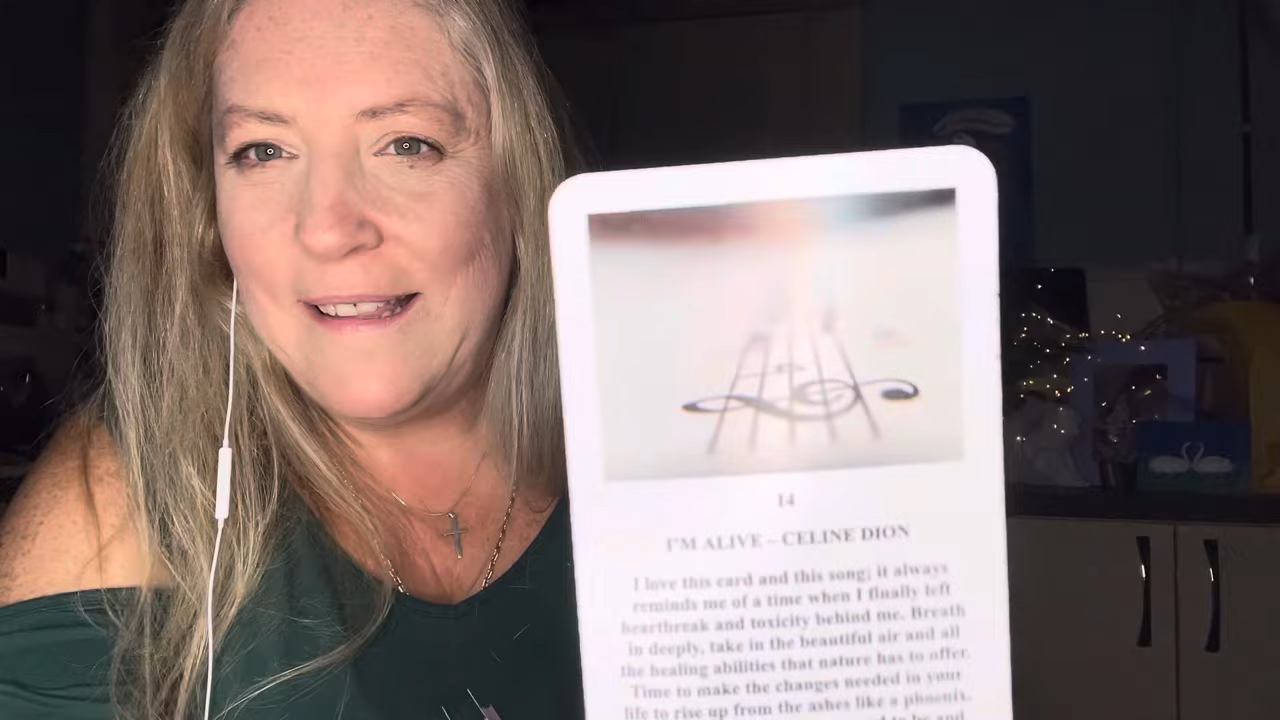 14
I'M ALIVE – CELINE DION
I love this card and this song; it always
reminds me of a time when I finally left
heartbreak and toxicity behind me. Breath
in deeply, take in the beautiful air and all
the healing abilities that nature has to offer.
Time to make the changes needed in your
life to rise up from the ashes like a phoenix.
to be and